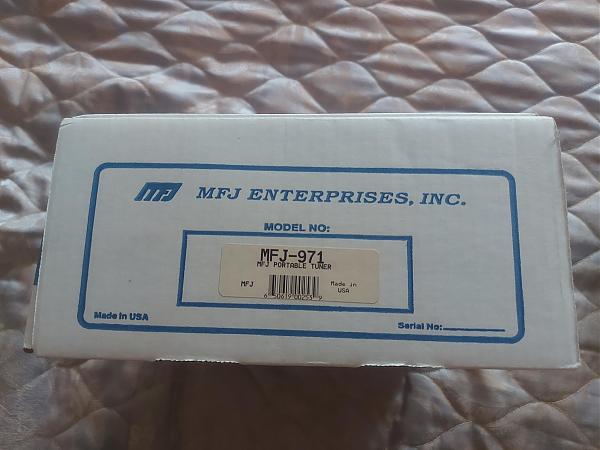 MFJ MFJ ENTERPRISES, INC.
MODEL NO:
MFJ-971
MFJ PORTABLE TUNER
MFJ
Made in
USA
Made in USA
Serial No: